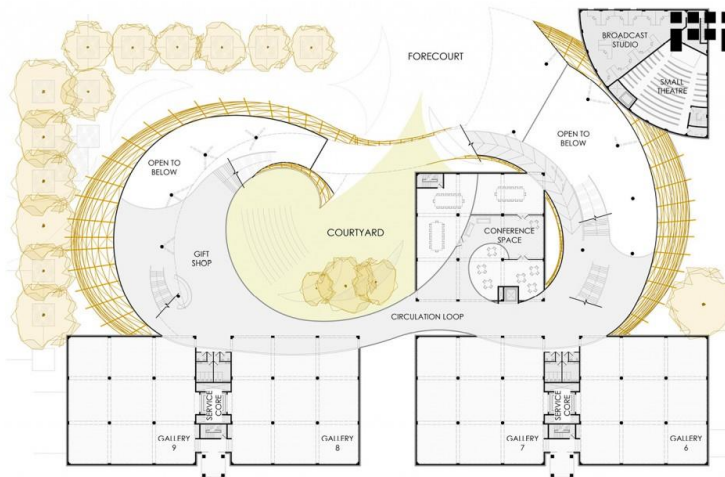 BROADCAST
STUDIO
SMALL
THEATRE
FORECOURT
OPEN TO
BELOW
OPEN TO
BELOW
COURTYARD
CONFERENCE
SPACE
GIFT
SHOP
CIRCULATION LOOP
SERVICE
CORE
SERVICE
CORE
GALLERY
9
GALLERY
8
GALLERY
7
GALLERY
6